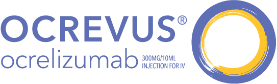 OCREVUS®
ocrelizumab 300MG/10ML
INJECTION FOR IV